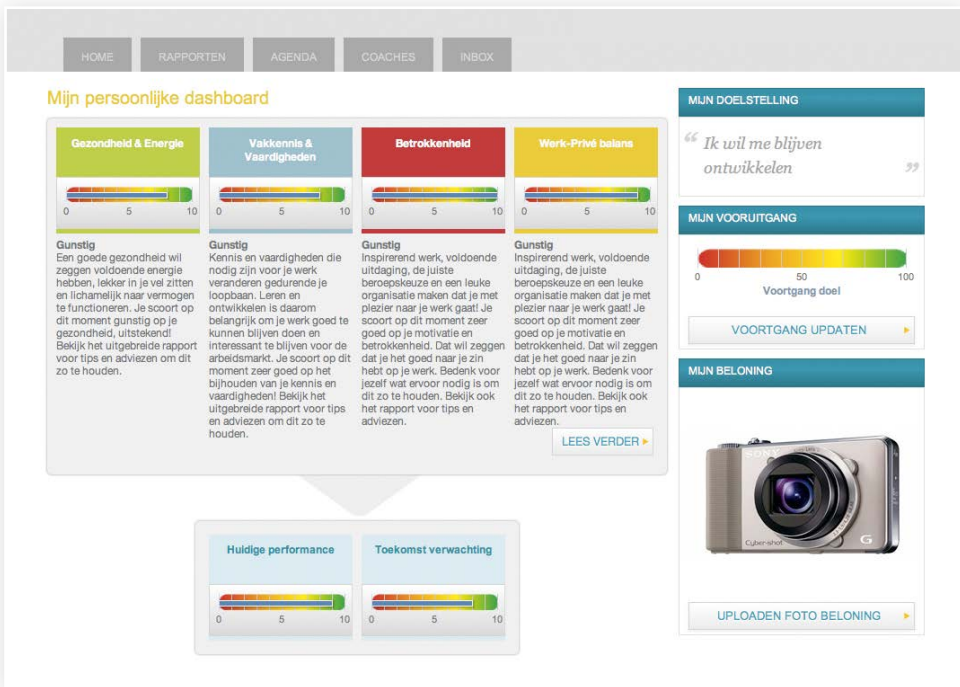 HOME
RAPPORTEN
AGENDA
COACHES
INBOX
Mijn persoonlijke dashboard
Gezondheid & Energie
0 5 10
Gunstig
Een goede gezondheid wil
zeggen voldoende energie
hebben, lekker in je vel zitten
en lichamelijk naar vermogen
te functioneren. Je scoort op
dit moment gunstig op je
gezondheid, uitstekend!
Bekijk het uitgebreide rapport
voor tips en adviezen om dit
zo te houden.
Vakkennis &
Vaardigheden
0 5 10
Gunstig
Kennis en vaardigheden die
nodig zijn voor je werk
veranderen gedurende je
loopbaan. Leren en
ontwikkelen is daarom
belangrijk om je werk goed te
kunnen blijven doen en
interessant te blijven voor de
arbeidsmarkt. Je scoort op dit
moment zeer goed op het
bijhouden van je kennis en
vaardigheden! Bekijk het
uitgebreide rapport voor tips
en adviezen om dit zo te
houden.
Betrokkenheid
0 5 10
Gunstig
Inspirerend werk, voldoende
uitdaging, de juiste
beroepskeuze en een leuke
organisatie maken dat je met
plezier naar je werk gaat! Je
scoort op dit moment zeer
goed op je motivatie en
betrokkenheid. Dat wil zeggen
dat je het goed naar je zin
hebt op je werk. Bedenk voor
jezelf wat ervoor nodig is om
dit zo te houden. Bekijk ook
het rapport voor tips en
adviezen.
Werk-Privé balans
0 5 10
Gunstig
Inspirerend werk, voldoende
uitdaging, de juiste
beroepskeuze en een leuke
organisatie maken dat je met
plezier naar je werk gaat! Je
scoort op dit moment zeer
goed op je motivatie en
betrokkenheid. Dat wil zeggen
dat je het goed naar je zin
hebt op je werk. Bedenk voor
jezelf wat ervoor nodig is om
dit zo te houden. Bekijk ook
het rapport voor tips en
adviezen.
LEES VERDER
Huidige performance
0 5 10
Toekomst verwachting
0 5 10
MIJN DOELSTELLING
“ Ik wil me blijven
ontwikkelen ”
MIJN VOORUITGANG
0 50 100
Voortgang doel
VOORTGANG UPDATEN
MIJN BELONING
SONY
Cyber-shot
G
UPLOADEN FOTO BELONING